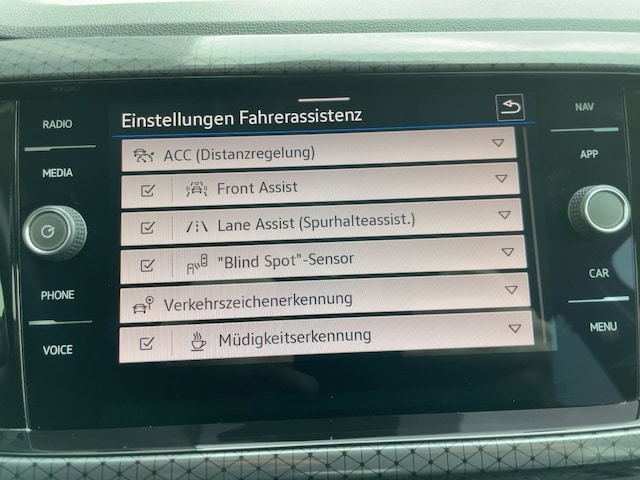 RADIO
MEDIA
PHONE
VOICE
Einstellungen Fahrerassistenz
ACC (Distanzregelung)
Front Assist
Lane Assist (Spurhalteassist.)
"Blind Spot"-Sensor
Verkehrszeichenerkennung
Müdigkeitserkennung
NAV
APP
CAR
MENU